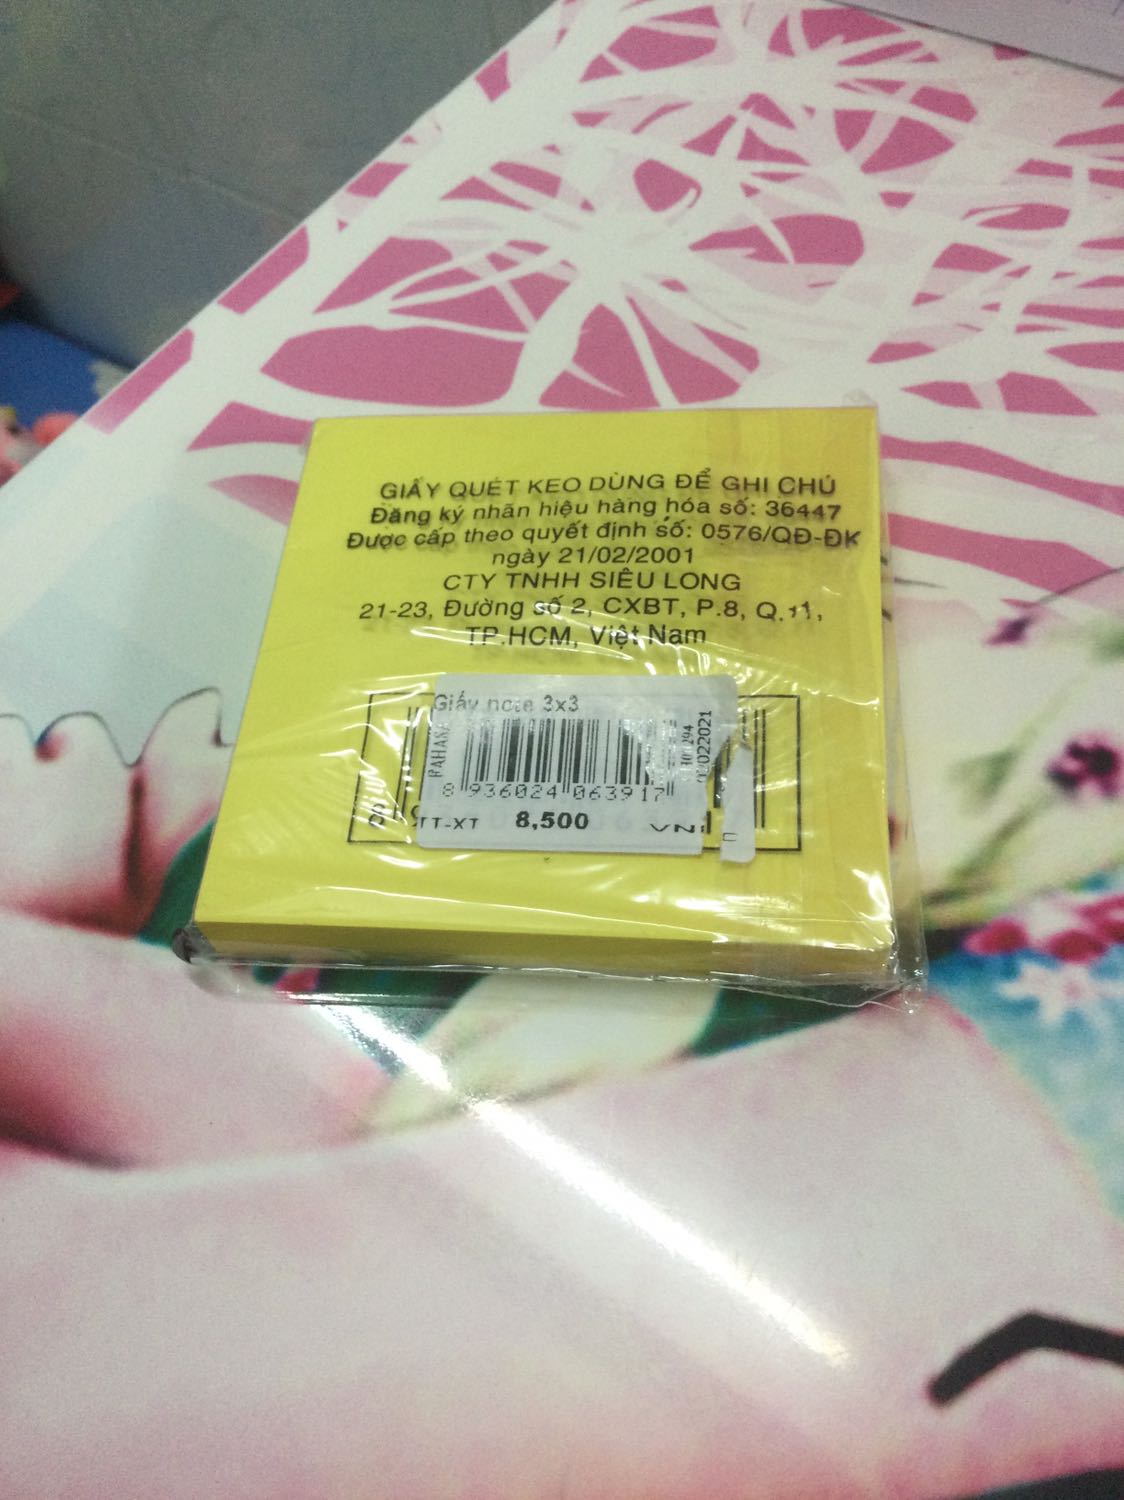 GIẤY QUÉT KEO DÙNG ĐỂ GHI CHÚ
Đăng ký nhãn hiệu hàng hóa số: 36447
Được cấp theo quyết định số: 0576/QĐ-ĐK
ngày 21/02/2001
CTY TNHH SIÊU LONG
21-23, Đường số 2, CXBT, P.8, Q.11,
TP.HCM, Việt Nam
Giấy note 3x3
8 936024 063917
TT-XT 8,500